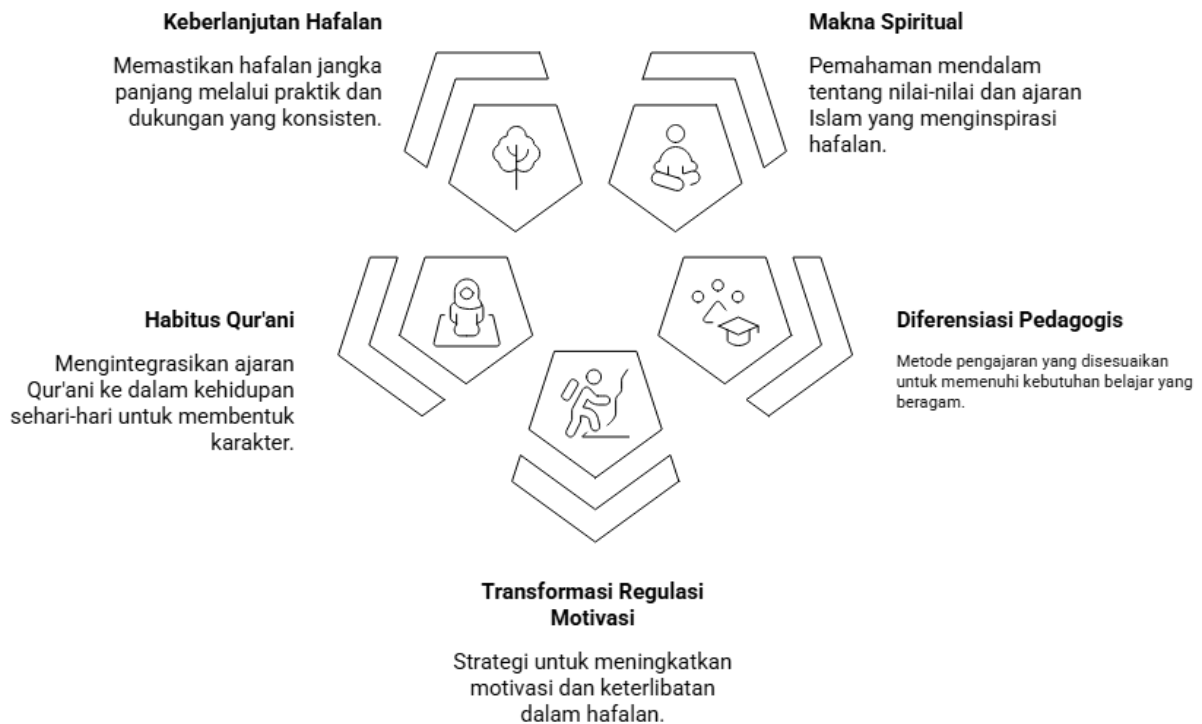 Keberlanjutan Hafalan
Memastikan hafalan jangka
panjang melalui praktik dan
dukungan yang konsisten.
Makna Spiritual
Pemahaman mendalam
tentang nilai-nilai dan ajaran
Islam yang menginspirasi
hafalan.
Habitus Qur'ani
Mengintegrasikan ajaran
Qur'ani ke dalam kehidupan
sehari-hari untuk membentuk
karakter.
Diferensiasi Pedagogis
Metode pengajaran yang disesuaikan
untuk memenuhi kebutuhan belajar yang
beragam.
Transformasi Regulasi
Motivasi
Strategi untuk meningkatkan
motivasi dan keterlibatan
dalam hafalan.